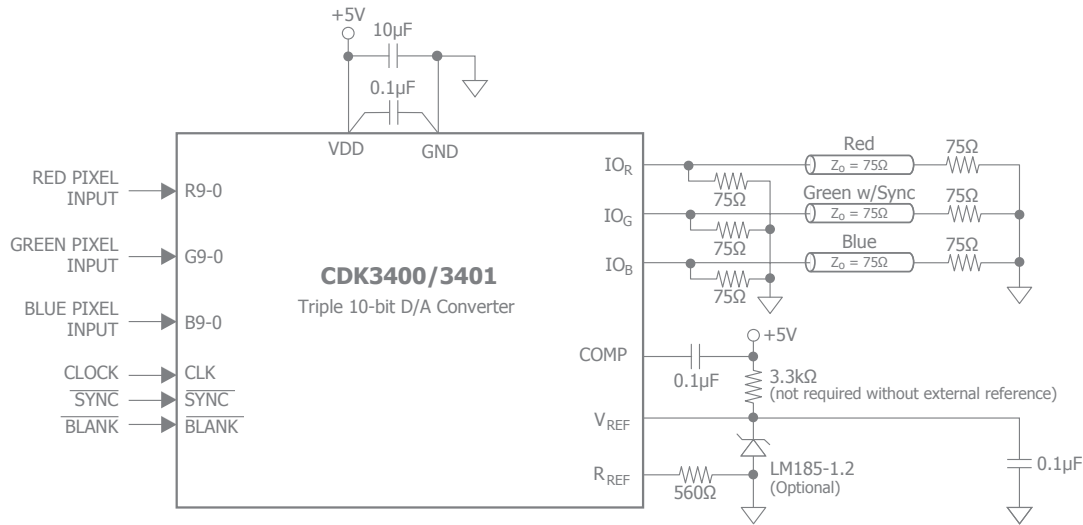 +5V
10µF
0.1µF
VDD
GND
RED PIXEL
INPUT
R9-0
GREEN PIXEL
INPUT
G9-0
BLUE PIXEL
INPUT
B9-0
CLOCK
CLK
SYNC
SYNC
BLANK
BLANK
CDK3400/3401
Triple 10-bit D/A Converter
IOR
75Ω
Red
Zo = 75Ω
75Ω
IOG
75Ω
Green w/Sync
Zo = 75Ω
75Ω
IOB
75Ω
Blue
Zo = 75Ω
75Ω
COMP
0.1µF
+5V
3.3kΩ
(not required without external reference)
VREF
LM185-1.2
(Optional)
0.1µF
RREF
560Ω